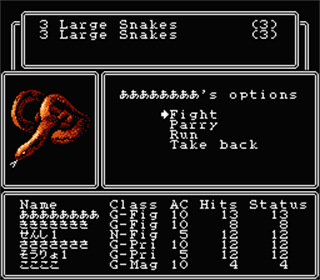 3 Large Snakes (3)
3 Large Snakes (3)
ああああああああ's options
Fight
Parry
Run
Take back
Name Class AC Hits Status
ああああああああ G-Fig 10 13 13
きききききき G-Fig 10 8 8
せんし1 N-Fig 5 12 12
ささささささ G-Pri 10 12 12
そうりょ1 G-Pri 5 12 12
ここここ G-Mag 10 4 4